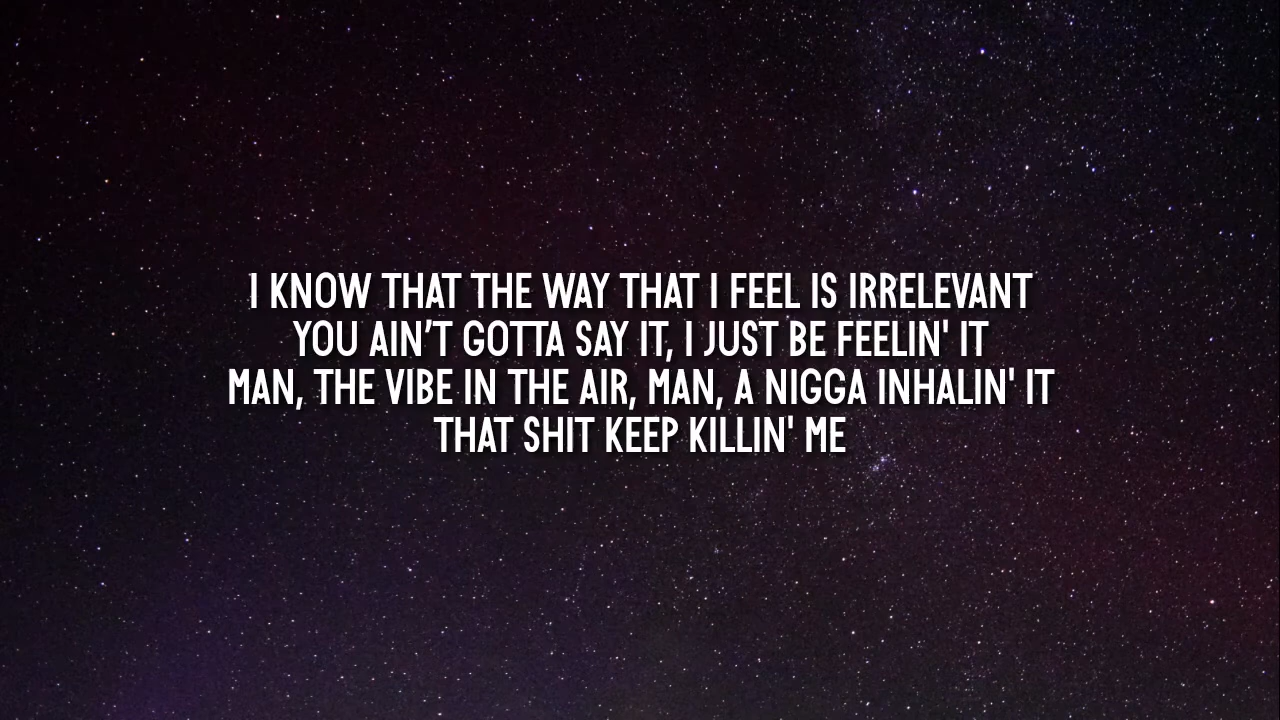 I KNOW THAT THE WAY THAT I FEEL IS IRRELEVANT
YOU AIN’T GOTTA SAY IT, I JUST BE FEELIN' IT
MAN, THE VIBE IN THE AIR, MAN, A NIGGA INHALIN' IT
THAT SHIT KEEP KILLIN' ME